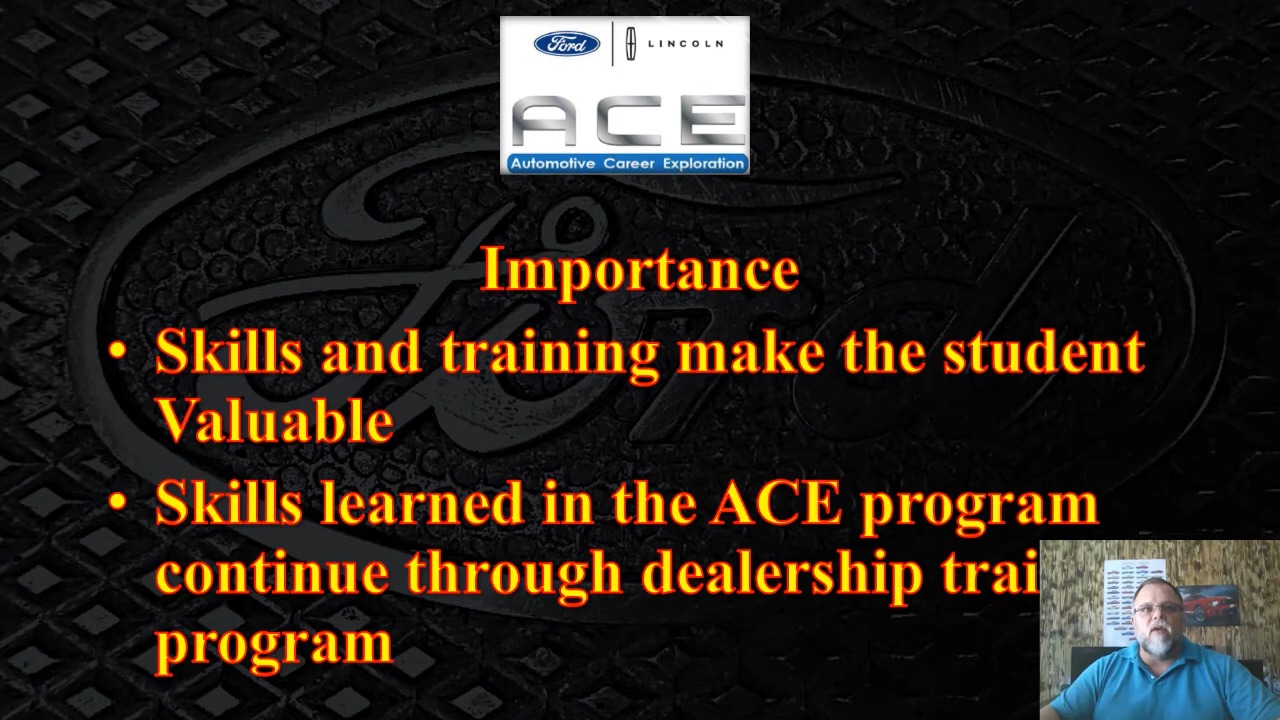 Ford LINCOLN
ACE
Automotive Career Exploration
Importance
• Skills and training make the student
Valuable
• Skills learned in the ACE program
continue through dealership trai
program